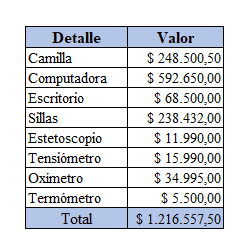 Detalle Valor
Camilla $ 248.500,50
Computadora $ 592.650,00
Escritorio $ 68.500,00
Sillas $ 238.432,00
Estetoscopio $ 11.990,00
Tensiómetro $ 15.990,00
Oximetro $ 34.995,00
Termómetro $ 5.500,00
Total $ 1.216.557,50